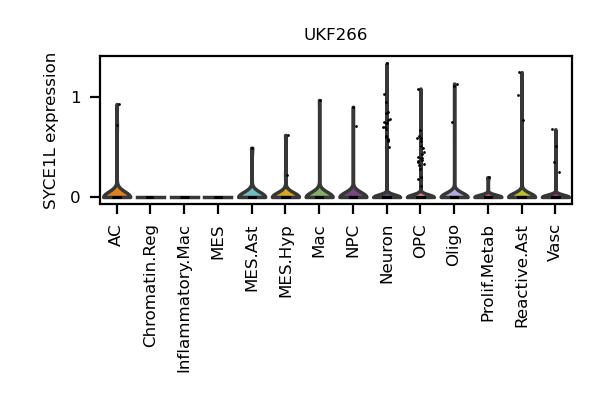 UKF266
SYCE1L expression
1
0
AC
Chromatin.Reg
Inflammatory.Mac
MES
MES.Ast
MES.Hyp
Mac
NPC
Neuron
OPC
Oligo
Prolif.Metab
Reactive.Ast
Vasc